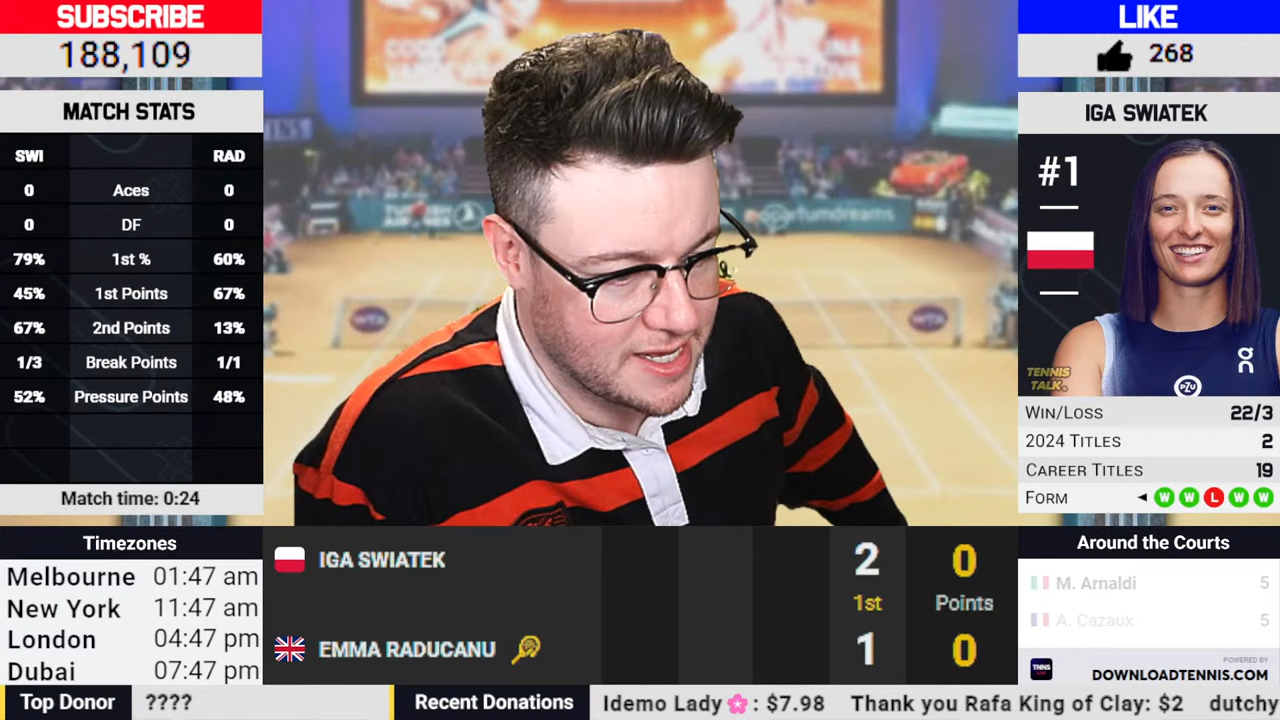 SUBSCRIBE
188,109
MATCH STATS
SWI RAD
0 Aces 0
0 DF 0
79% 1st % 60%
45% 1st Points 67%
67% 2nd Points 13%
1/3 Break Points 1/1
52% Pressure Points 48%
Match time: 0:24
Timezones
Melbourne 01:47 am
New York 11:47 am
London 04:47 pm
Dubai 07:47 pm
IGA SWIATEK 2 0
1st Points
EMMA RADUCANU 1 0
LIKE
268
IGA SWIATEK
#1
TENNIS
TALK
PZU
WIN/LOSS 22/3
2024 TITLES 2
CAREER TITLES 19
FORM W W L W W
Around the Courts
M. Arnaldi 5
A. Cazaux 5
TNNS
LIVE
POWERED BY
DOWNLOADTENNIS.COM
Top Donor ????
Recent Donations Idemo Lady🌸: $7.98 Thank you Rafa King of Clay: $2 dutchy